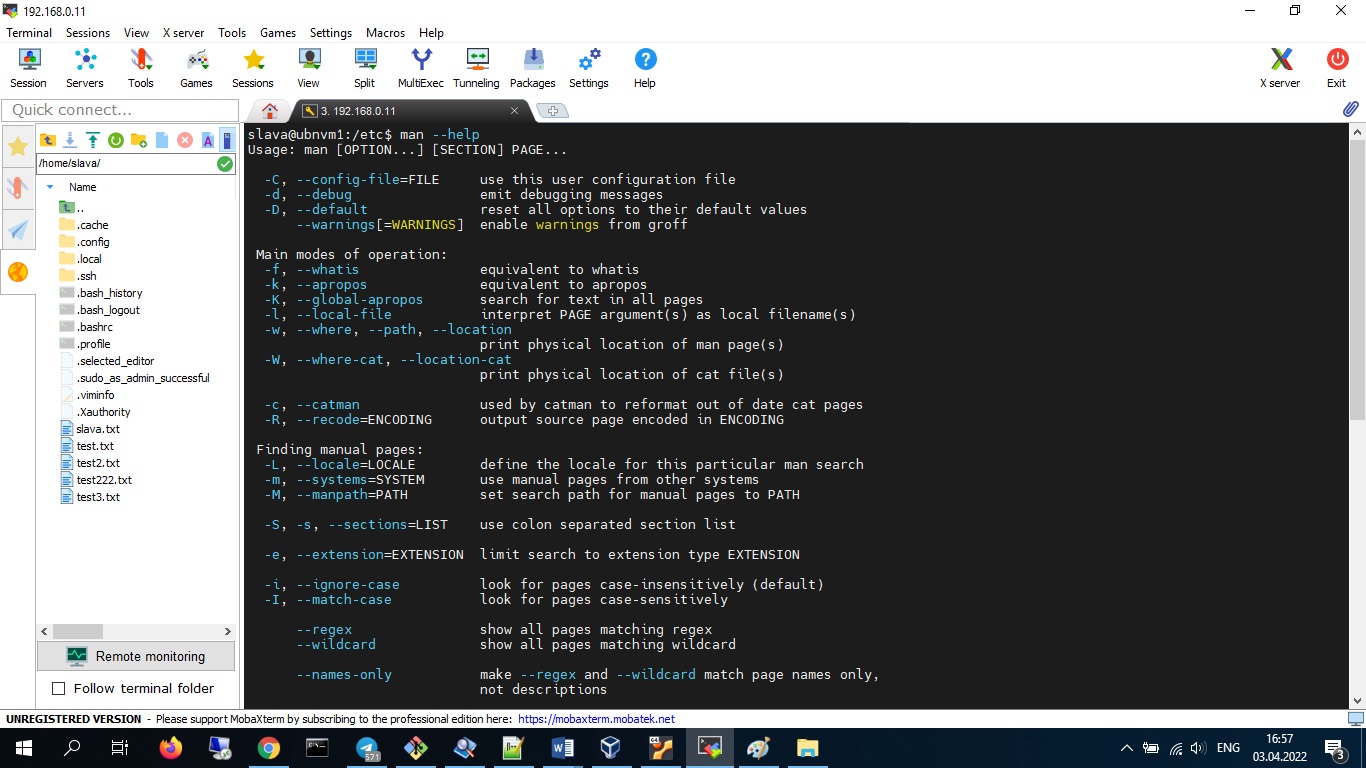 192.168.0.11
Terminal Sessions View X server Tools Games Settings Macros Help
Session Servers Tools Games Sessions View Split MultiExec Tunneling Packages Settings Help X server Exit
Quick connect...
3. 192.168.0.11
/home/slava/
Name
..
.cache
.config
.local
.ssh
.bash_history
.bash_logout
.bashrc
.profile
.selected_editor
.sudo_as_admin_successful
.viminfo
.Xauthority
slava.txt
test.txt
test2.txt
test222.txt
test3.txt
Remote monitoring
Follow terminal folder
slava@ubnvm1:/etc$ man --help
Usage: man [OPTION...] [SECTION] PAGE...
-C, --config-file=FILE use this user configuration file
-d, --debug emit debugging messages
-D, --default reset all options to their default values
--warnings[=WARNINGS] enable warnings from groff
Main modes of operation:
-f, --whatis equivalent to whatis
-k, --apropos equivalent to apropos
-K, --global-apropos search for text in all pages
-l, --local-file interpret PAGE argument(s) as local filename(s)
-w, --where, --path, --location
print physical location of man page(s)
-W, --where-cat, --location-cat
print physical location of cat file(s)
-c, --catman used by catman to reformat out of date cat pages
-R, --recode=ENCODING output source page encoded in ENCODING
Finding manual pages:
-L, --locale=LOCALE define the locale for this particular man search
-m, --systems=SYSTEM use manual pages from other systems
-M, --manpath=PATH set search path for manual pages to PATH
-S, -s, --sections=LIST use colon separated section list
-e, --extension=EXTENSION limit search to extension type EXTENSION
-i, --ignore-case look for pages case-insensitively (default)
-I, --match-case look for pages case-sensitively
--regex show all pages matching regex
--wildcard show all pages matching wildcard
--names-only make --regex and --wildcard match page names only,
not descriptions
UNREGISTERED VERSION - Please support MobaXterm by subscribing to the professional edition here: https://mobaxterm.mobatek.net
571
64
ENG
16:57
03.04.2022
3